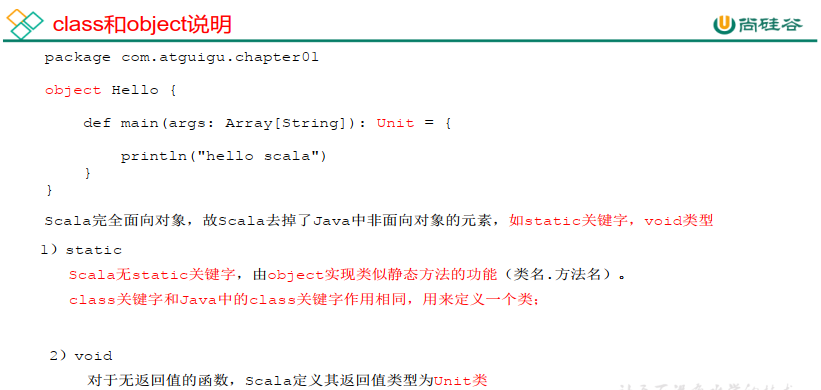 class和object说明
尚硅谷
package com.atguigu.chapter01
object Hello {
def main(args: Array[String]): Unit = {
println("hello scala")
}
}
Scala完全面向对象，故Scala去掉了Java中非面向对象的元素，如static关键字，void类型
1）static
Scala无static关键字，由object实现类似静态方法的功能（类名.方法名）。
class关键字和Java中的class关键字作用相同，用来定义一个类；
2）void
对于无返回值的函数，Scala定义其返回值类型为Unit类